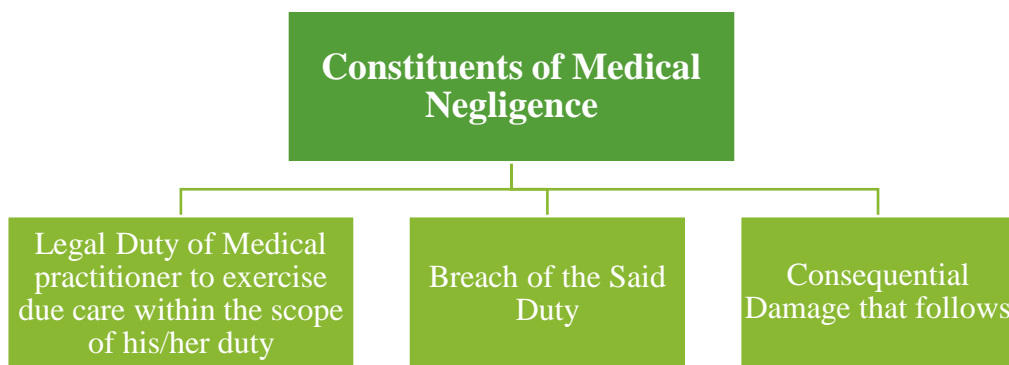 Constituents of Medical
Negligence
Legal Duty of Medical
practitioner to exercise
due care within the scope
of his/her duty
Breach of the Said
Duty
Consequential
Damage that follows